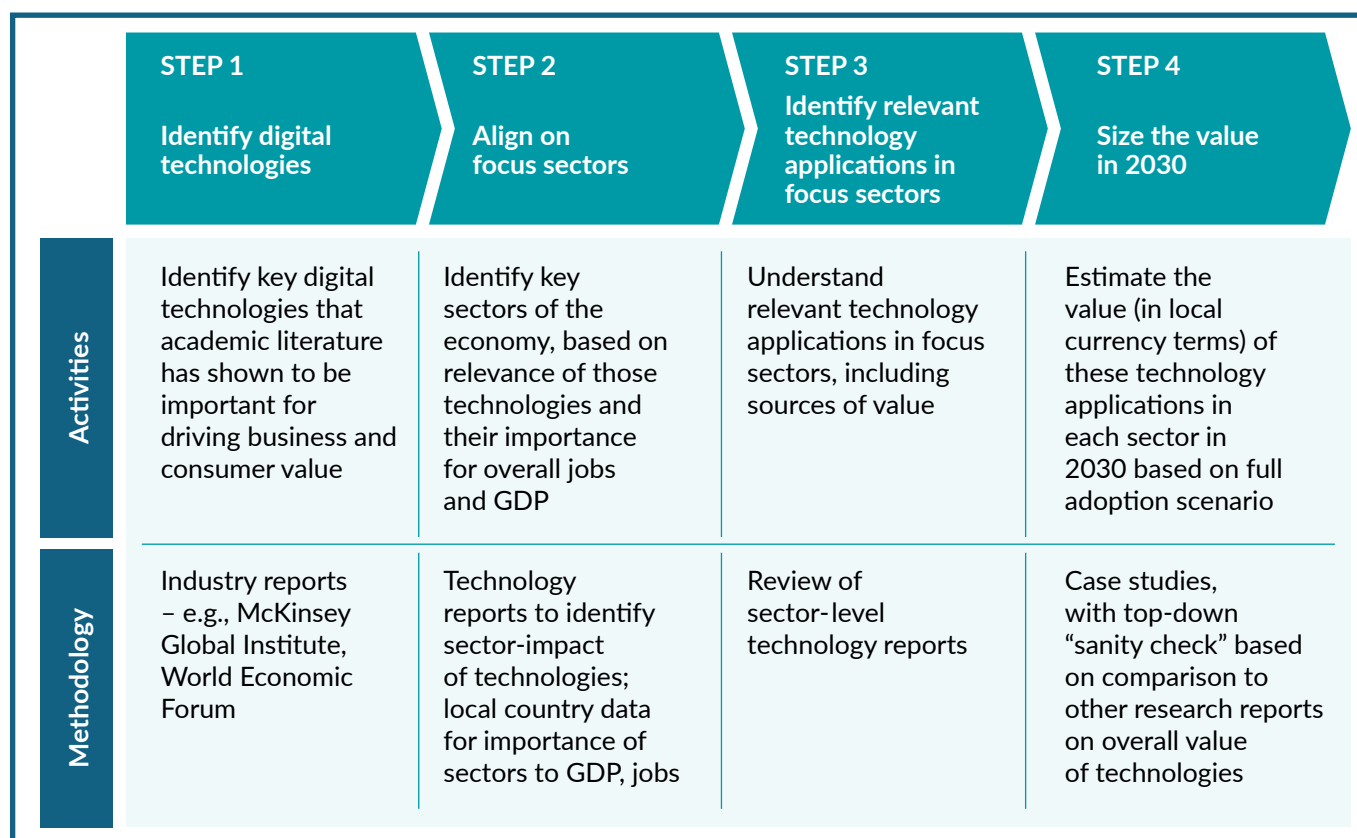 STEP 1
Identify digital
technologies
STEP 2
Align on
focus sectors
STEP 3
Identify relevant
technology
applications in
focus sectors
STEP 4
Size the value
in 2030
Activities
Identify key digital
technologies that
academic literature
has shown to be
important for
driving business and
consumer value
Identify key
sectors of the
economy, based on
relevance of those
technologies and
their importance
for overall jobs
and GDP
Understand
relevant technology
applications in focus
sectors, including
sources of value
Estimate the
value (in local
currency terms) of
these technology
applications in
each sector in
2030 based on full
adoption scenario
Methodology
Industry reports
– e.g., McKinsey
Global Institute,
World Economic
Forum
Technology
reports to identify
sector-impact
of technologies;
local country data
for importance of
sectors to GDP, jobs
Review of
sector-level
technology reports
Case studies,
with top-down
“sanity check” based
on comparison to
other research reports
on overall value
of technologies